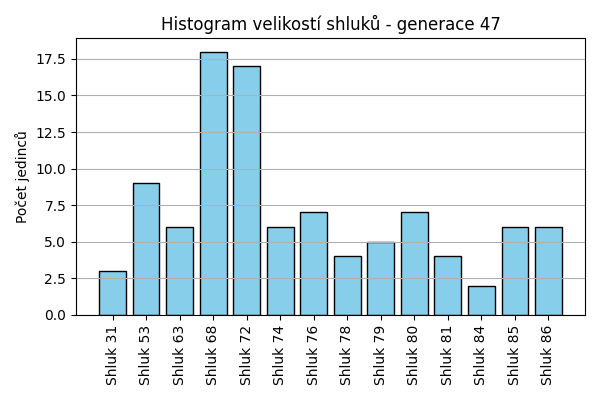 Histogram velikostí shluků - generace 47
Počet jedinců
17.5
15.0
12.5
10.0
7.5
5.0
2.5
0.0
Shluk 31
Shluk 53
Shluk 63
Shluk 68
Shluk 72
Shluk 74
Shluk 76
Shluk 78
Shluk 79
Shluk 80
Shluk 81
Shluk 84
Shluk 85
Shluk 86